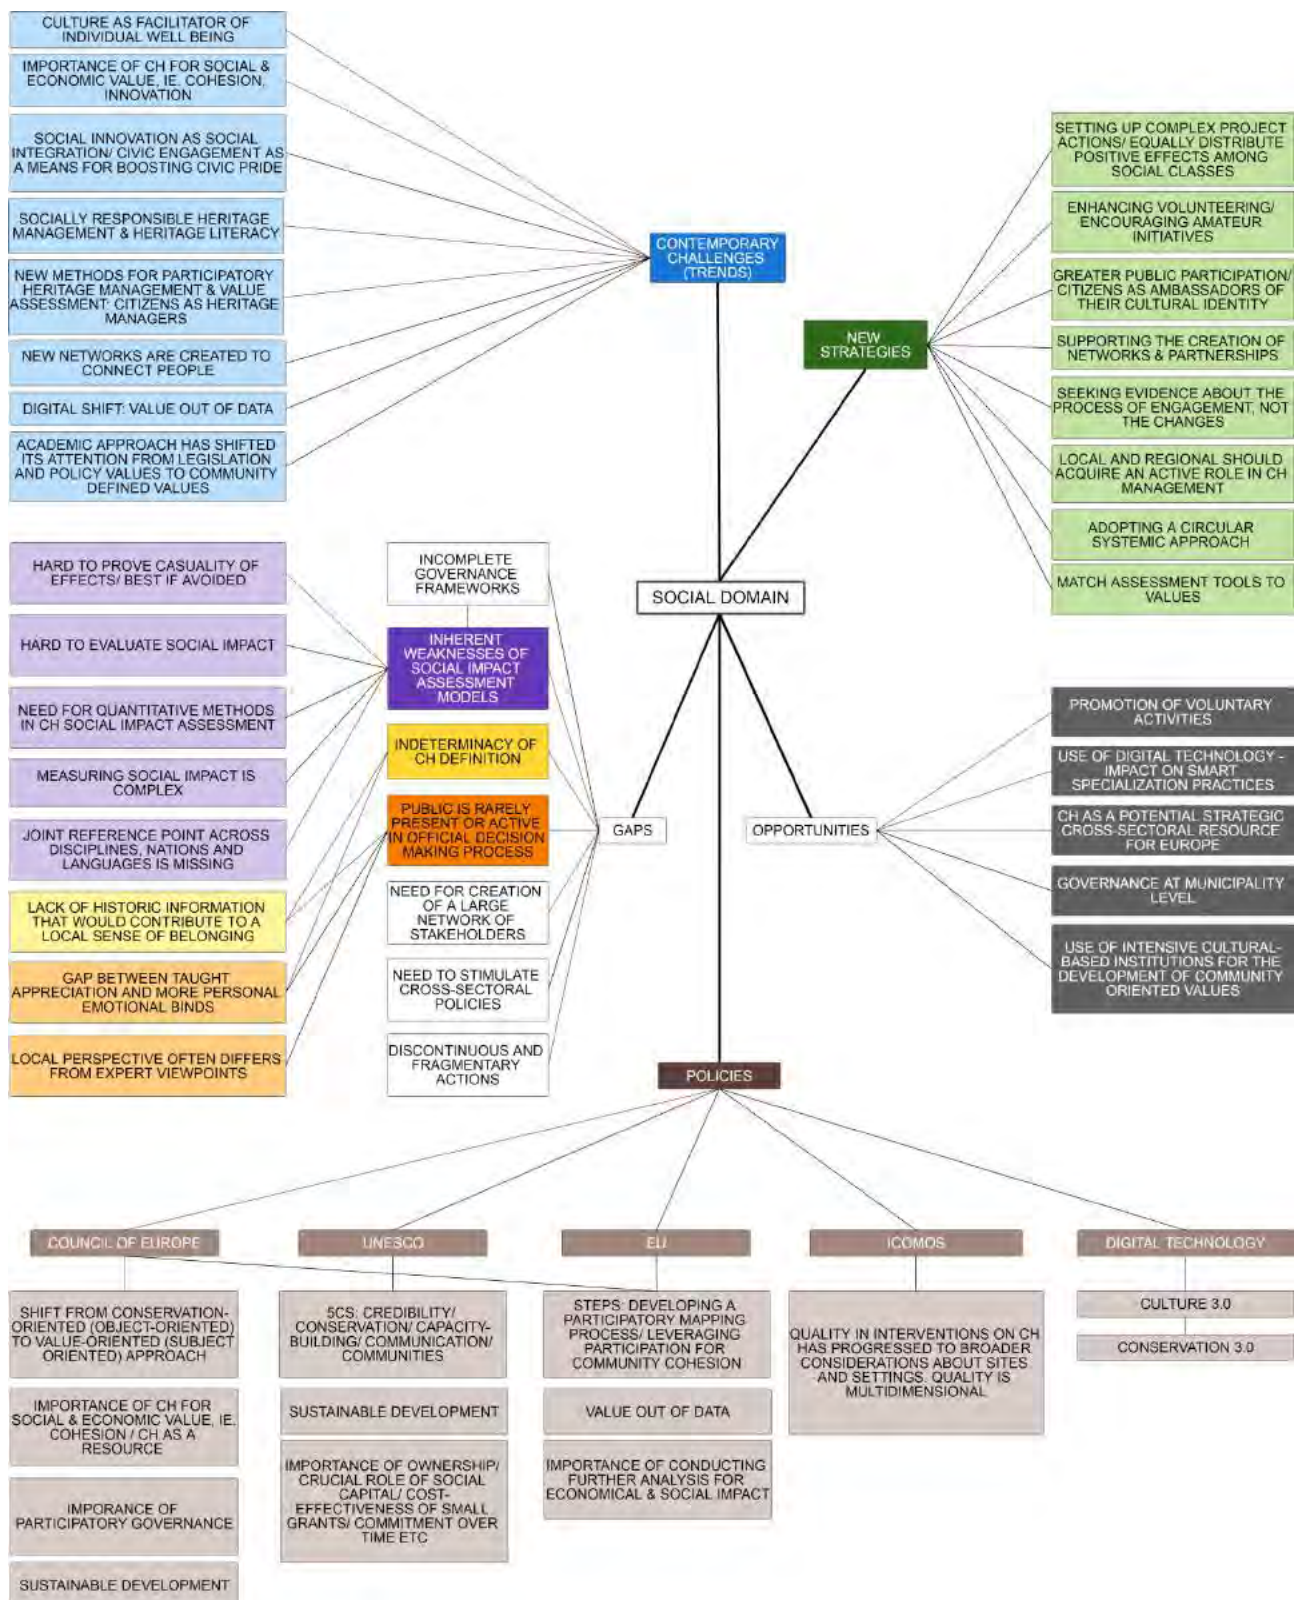 CULTURE AS FACILITATOR OF
INDIVIDUAL WELL BEING
IMPORTANCE OF CH FOR SOCIAL &
ECONOMIC VALUE, IE. COHESION,
INNOVATION
SOCIAL INNOVATION AS SOCIAL
INTEGRATION/ CIVIC ENGAGEMENT AS
A MEANS FOR BOOSTING CIVIC PRIDE
SOCIALLY RESPONSIBLE HERITAGE
MANAGEMENT & HERITAGE LITERACY
NEW METHODS FOR PARTICIPATORY
HERITAGE MANAGEMENT & VALUE
ASSESSMENT: CITIZENS AS HERITAGE
MANAGERS
NEW NETWORKS ARE CREATED TO
CONNECT PEOPLE
DIGITAL SHIFT: VALUE OUT OF DATA
ACADEMIC APPROACH HAS SHIFTED
ITS ATTENTION FROM LEGISLATION
AND POLICY VALUES TO COMMUNITY
DEFINED VALUES
CONTEMPORARY
CHALLENGES
(TRENDS)
NEW
STRATEGIES
SETTING UP COMPLEX PROJECT
ACTIONS/ EQUALLY DISTRIBUTE
POSITIVE EFFECTS AMONG
SOCIAL CLASSES
ENHANCING VOLUNTEERING/
ENCOURAGING AMATEUR
INITIATIVES
GREATER PUBLIC PARTICIPATION/
CITIZENS AS AMBASSADORS OF
THEIR CULTURAL IDENTITY
SUPPORTING THE CREATION OF
NETWORKS & PARTNERSHIPS
SEEKING EVIDENCE ABOUT THE
PROCESS OF ENGAGEMENT, NOT
THE CHANGES
LOCAL AND REGIONAL SHOULD
ACQUIRE AN ACTIVE ROLE IN CH
MANAGEMENT
ADOPTING A CIRCULAR
SYSTEMIC APPROACH
MATCH ASSESSMENT TOOLS TO
VALUES
SOCIAL DOMAIN
HARD TO PROVE CASUALITY OF
EFFECTS/ BEST IF AVOIDED
HARD TO EVALUATE SOCIAL IMPACT
NEED FOR QUANTITATIVE METHODS
IN CH SOCIAL IMPACT ASSESSMENT
MEASURING SOCIAL IMPACT IS
COMPLEX
JOINT REFERENCE POINT ACROSS
DISCIPLINES, NATIONS AND
LANGUAGES IS MISSING
LACK OF HISTORIC INFORMATION
THAT WOULD CONTRIBUTE TO A
LOCAL SENSE OF BELONGING
GAP BETWEEN TAUGHT
APPRECIATION AND MORE PERSONAL
EMOTIONAL BINDS
LOCAL PERSPECTIVE OFTEN DIFFERS
FROM EXPERT VIEWPOINTS
INCOMPLETE
GOVERNANCE
FRAMEWORKS
INHERENT
WEAKNESSES OF
SOCIAL IMPACT
ASSESSMENT
MODELS
INDETERMINACY OF
CH DEFINITION
PUBLIC IS RARELY
PRESENT OR ACTIVE
IN OFFICIAL DECISION
MAKING PROCESS
NEED FOR CREATION
OF A LARGE
NETWORK OF
STAKEHOLDERS
NEED TO STIMULATE
CROSS-SECTORAL
POLICIES
DISCONTINUOUS AND
FRAGMENTARY
ACTIONS
GAPS
OPPORTUNITIES
PROMOTION OF VOLUNTARY
ACTIVITIES
USE OF DIGITAL TECHNOLOGY -
IMPACT ON SMART
SPECIALIZATION PRACTICES
CH AS A POTENTIAL STRATEGIC
CROSS-SECTORAL RESOURCE
FOR EUROPE
GOVERNANCE AT MUNICIPALITY
LEVEL
USE OF INTENSIVE CULTURAL-
BASED INSTITUTIONS FOR THE
DEVELOPMENT OF COMMUNITY
ORIENTED VALUES
POLICIES
COUNCIL OF EUROPE
SHIFT FROM CONSERVATION-
ORIENTED (OBJECT-ORIENTED)
TO VALUE-ORIENTED (SUBJECT
ORIENTED) APPROACH
IMPORTANCE OF CH FOR
SOCIAL & ECONOMIC VALUE, IE.
COHESION / CH AS A
RESOURCE
IMPORANCE OF
PARTICIPATORY GOVERNANCE
SUSTAINABLE DEVELOPMENT
UNESCO
5CS: CREDIBILITY/
CONSERVATION/ CAPACITY-
BUILDING/ COMMUNICATION/
COMMUNITIES
SUSTAINABLE DEVELOPMENT
IMPORTANCE OF OWNERSHIP/
CRUCIAL ROLE OF SOCIAL
CAPITAL/ COST-
EFFECTIVENESS OF SMALL
GRANTS/ COMMITMENT OVER
TIME ETC
EU
STEPS: DEVELOPING A
PARTICIPATORY MAPPING
PROCESS/ LEVERAGING
PARTICIPATION FOR
COMMUNITY COHESION
VALUE OUT OF DATA
IMPORTANCE OF CONDUCTING
FURTHER ANALYSIS FOR
ECONOMICAL & SOCIAL IMPACT
ICOMOS
QUALITY IN INTERVENTIONS ON CH
HAS PROGRESSED TO BROADER
CONSIDERATIONS ABOUT SITES
AND SETTINGS. QUALITY IS
MULTIDIMENSIONAL
DIGITAL TECHNOLOGY
CULTURE 3.0
CONSERVATION 3.0